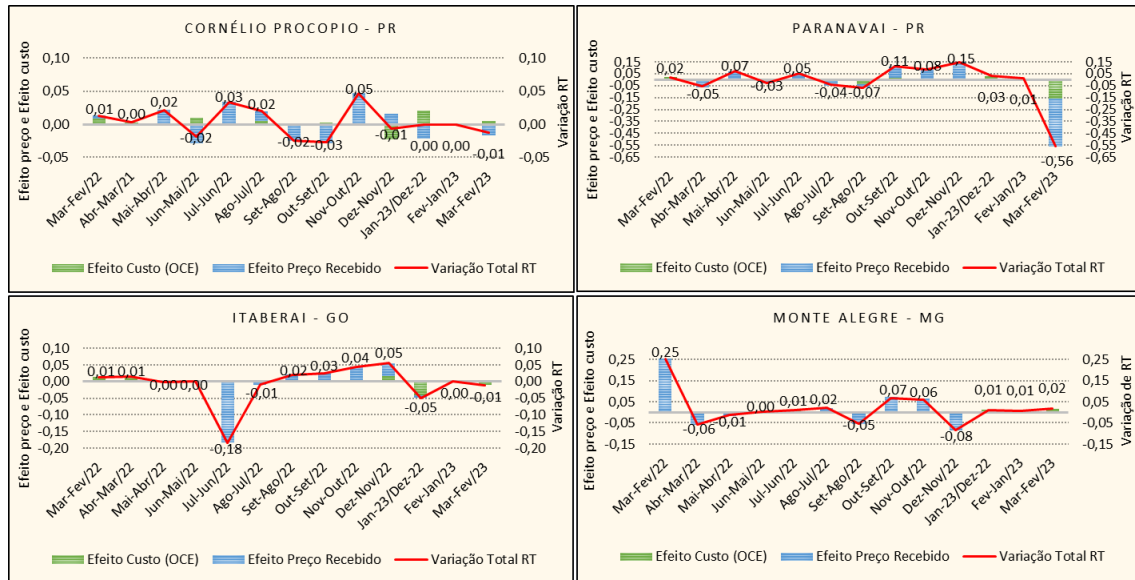 CORNÉLIO PROCOPIO - PR
Efeito preço e Efeito custo
0,10
0,05
0,00
-0,05
0,01
0,00
0,02
-0,02
0,03
0,02
-0,02
-0,03
0,05
-0,01
0,00
0,00
-0,01
0,10
0,05
0,00
-0,05
Variação RT
Mar-Fev/22
Abr-Mar/21
Mai-Abr/22
Jun-Mai/22
Jul-Jun/22
Ago-Jul/22
Set-Ago/22
Out-Set/22
Nov-Out/22
Dez-Nov/22
Jan-23/Dez-22
Fev-Jan/23
Mar-Fev/23
Efeito Custo (OCE)
Efeito Preço Recebido
Variação Total RT
PARANAVAI - PR
Efeito preço e Efeito custo
0,15
0,05
-0,05
-0,15
-0,25
-0,35
-0,45
-0,55
-0,65
0,02
-0,05
0,07
-0,03
0,05
-0,04
-0,07
0,11
0,08
0,15
0,03
0,01
-0,56
0,15
0,05
-0,05
-0,15
-0,25
-0,35
-0,45
-0,55
-0,65
Variação RT
Mar-Fev/22
Abr-Mar/22
Mai-Abr/22
Jun-Mai/22
Jul-Jun/22
Ago-Jul/22
Set-Ago/22
Out-Set/22
Nov-Out/22
Dez-Nov/22
Jan-23/Dez-22
Fev-Jan/23
Mar-Fev/23
Efeito Custo (OCE)
Efeito Preço Recebido
Variação Total RT
ITABERAI - GO
Efeito preço e Efeito custo
0,10
0,05
0,00
-0,05
-0,10
-0,15
-0,20
0,01
0,01
0,00
0,00
-0,18
-0,01
0,02
0,03
0,04
0,05
-0,05
0,00
-0,01
0,10
0,05
0,00
-0,05
-0,10
-0,15
-0,20
Variação RT
Mar-Fev/22
Abr-Mar/22
Mai-Abr/22
Jun-Mai/22
Jul-Jun/22
Ago-Jul/22
Set-Ago/22
Out-Set/22
Nov-Out/22
Dez-Nov/22
Jan-23/Dez-22
Fev-Jan/23
Mar-Fev/23
Efeito Custo (OCE)
Efeito Preço Recebido
Variação Total RT
MONTE ALEGRE - MG
Efeito preço e Efeito custo
0,25
0,15
0,05
-0,05
-0,15
0,25
-0,06
-0,01
0,00
0,01
0,02
-0,05
0,07
0,06
-0,08
0,01
0,01
0,02
0,25
0,15
0,05
-0,05
-0,15
Variação de RT
Mar-Fev/22
Abr-Mar/22
Mai-Abr/22
Jun-Mai/22
Jul-Jun/22
Ago-Jul/22
Set-Ago/22
Out-Set/22
Nov-Out/22
Dez-Nov/22
Jan-23/Dez-22
Fev-Jan/23
Mar-Fev/23
Efeito Custo (OCE)
Efeito Preço Recebido
Variação Total RT